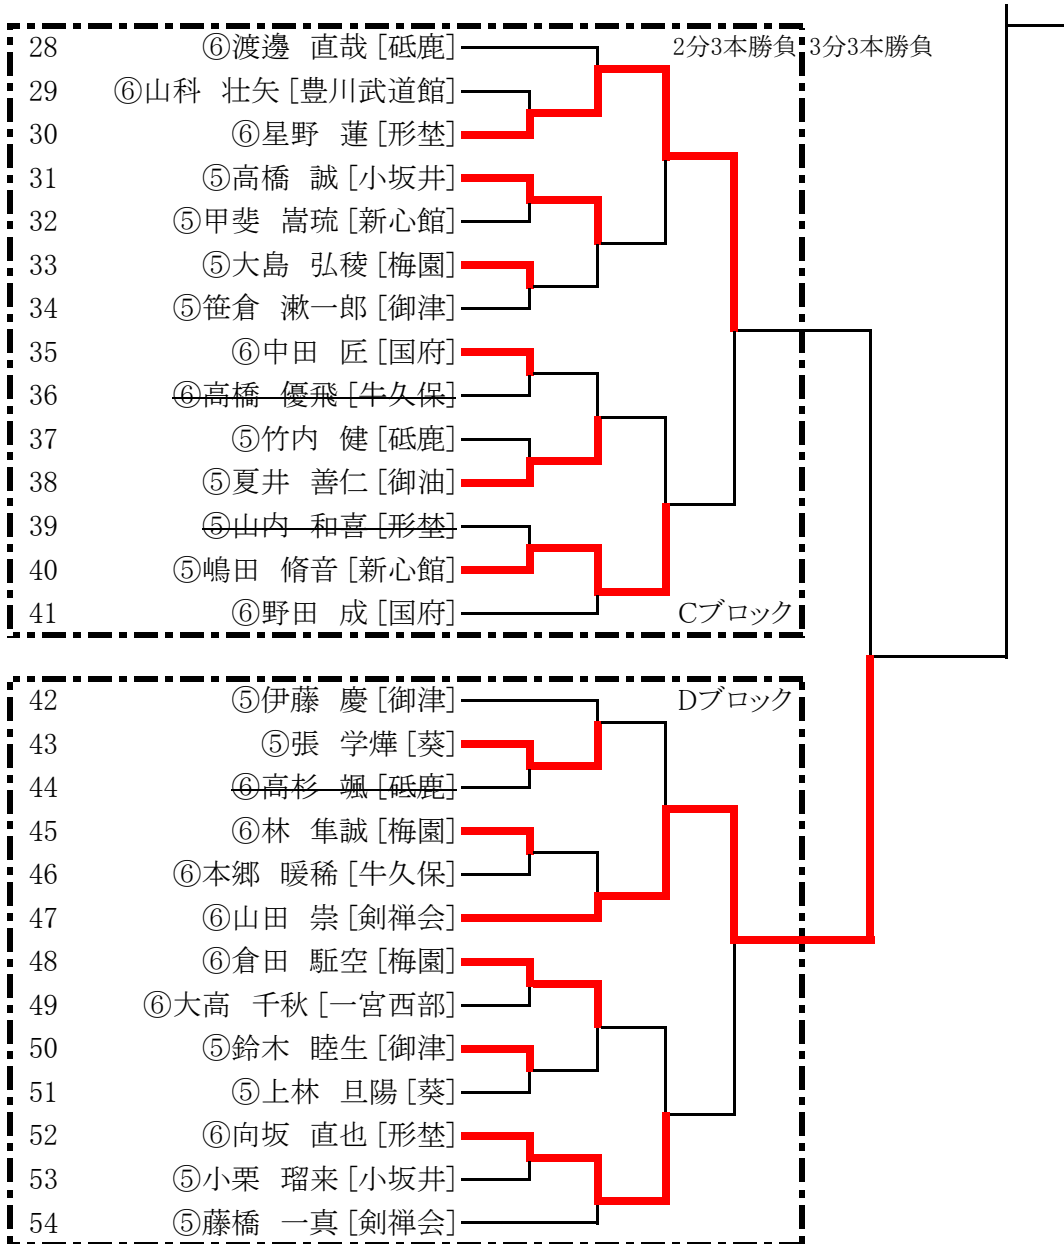 28 ⑥渡邊 直哉 [砥鹿] 2分3本勝負 3分3本勝負
29 ⑥山科 壮矢 [豊川武道館]
30 ⑥星野 蓮 [形埜]
31 ⑤高橋 誠 [小坂井]
32 ⑤甲斐 嵩琉 [新心館]
33 ⑤大島 弘稜 [梅園]
34 ⑤笹倉 漱一郎 [御津]
35 ⑥中田 匠 [国府]
36 ⑥高橋 優飛 [牛久保]
37 ⑤竹内 健 [砥鹿]
38 ⑤夏井 善仁 [御油]
39 ⑤山内 和喜 [形埜]
40 ⑤嶋田 脩音 [新心館]
41 ⑥野田 成 [国府] Cブロック
42 ⑤伊藤 慶 [御津] Dブロック
43 ⑤張 学燁 [葵]
44 ⑥高杉 颯 [砥鹿]
45 ⑥林 隼誠 [梅園]
46 ⑥本郷 暖稀 [牛久保]
47 ⑥山田 崇 [剣禅会]
48 ⑥倉田 駈空 [梅園]
49 ⑥大高 千秋 [一宮西部]
50 ⑤鈴木 睦生 [御津]
51 ⑤上林 旦陽 [葵]
52 ⑥向坂 直也 [形埜]
53 ⑤小栗 瑠来 [小坂井]
54 ⑤藤橋 一真 [剣禅会]